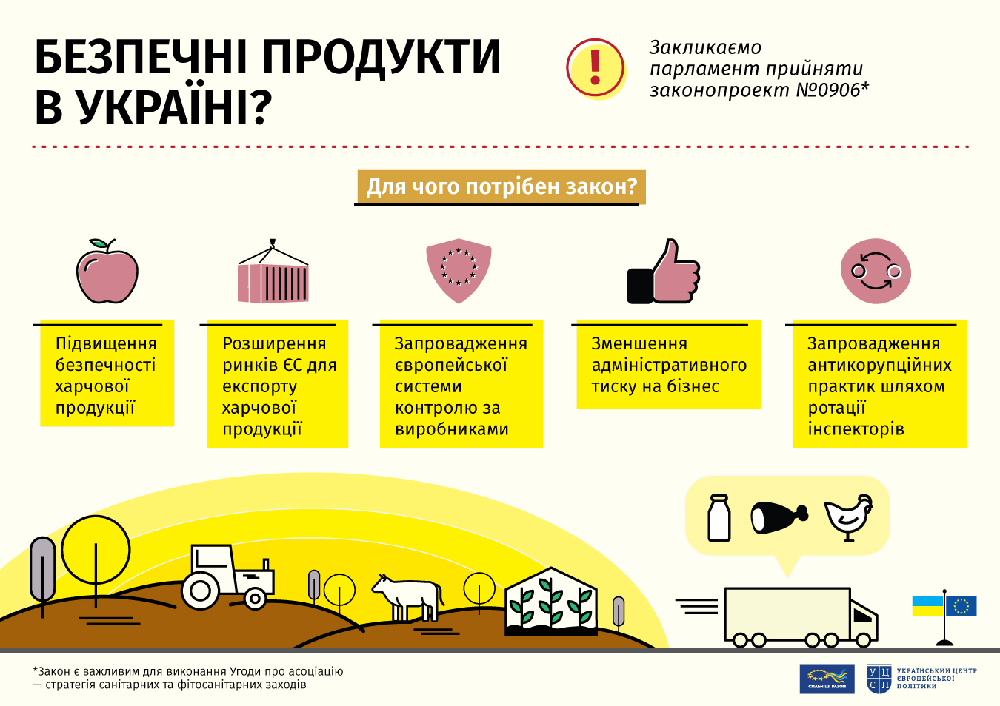 БЕЗПЕЧНІ ПРОДУКТИ
В УКРАЇНІ?
!
Закликаємо
парламент прийняти
законопроект №0906*
Для чого потрібен закон?
Підвищення
безпечності
харчової
продукції
Розширення
ринків ЄС для
експорту
харчової
продукції
Запровадження
європейської
системи
контролю за
виробниками
Зменшення
адміністративного
тиску на бізнес
Запровадження
антикорупційних
практик шляхом
ротації
інспекторів
*Закон є важливим для виконання Угоди про асоціацію
— стратегія санітарних та фітосанітарних заходів
СИЛЬНІШІ РАЗОМ
У Ц
Є П
УКРАЇНСЬКИЙ ЦЕНТР
ЄВРОПЕЙСЬКОЇ
ПОЛІТИКИ